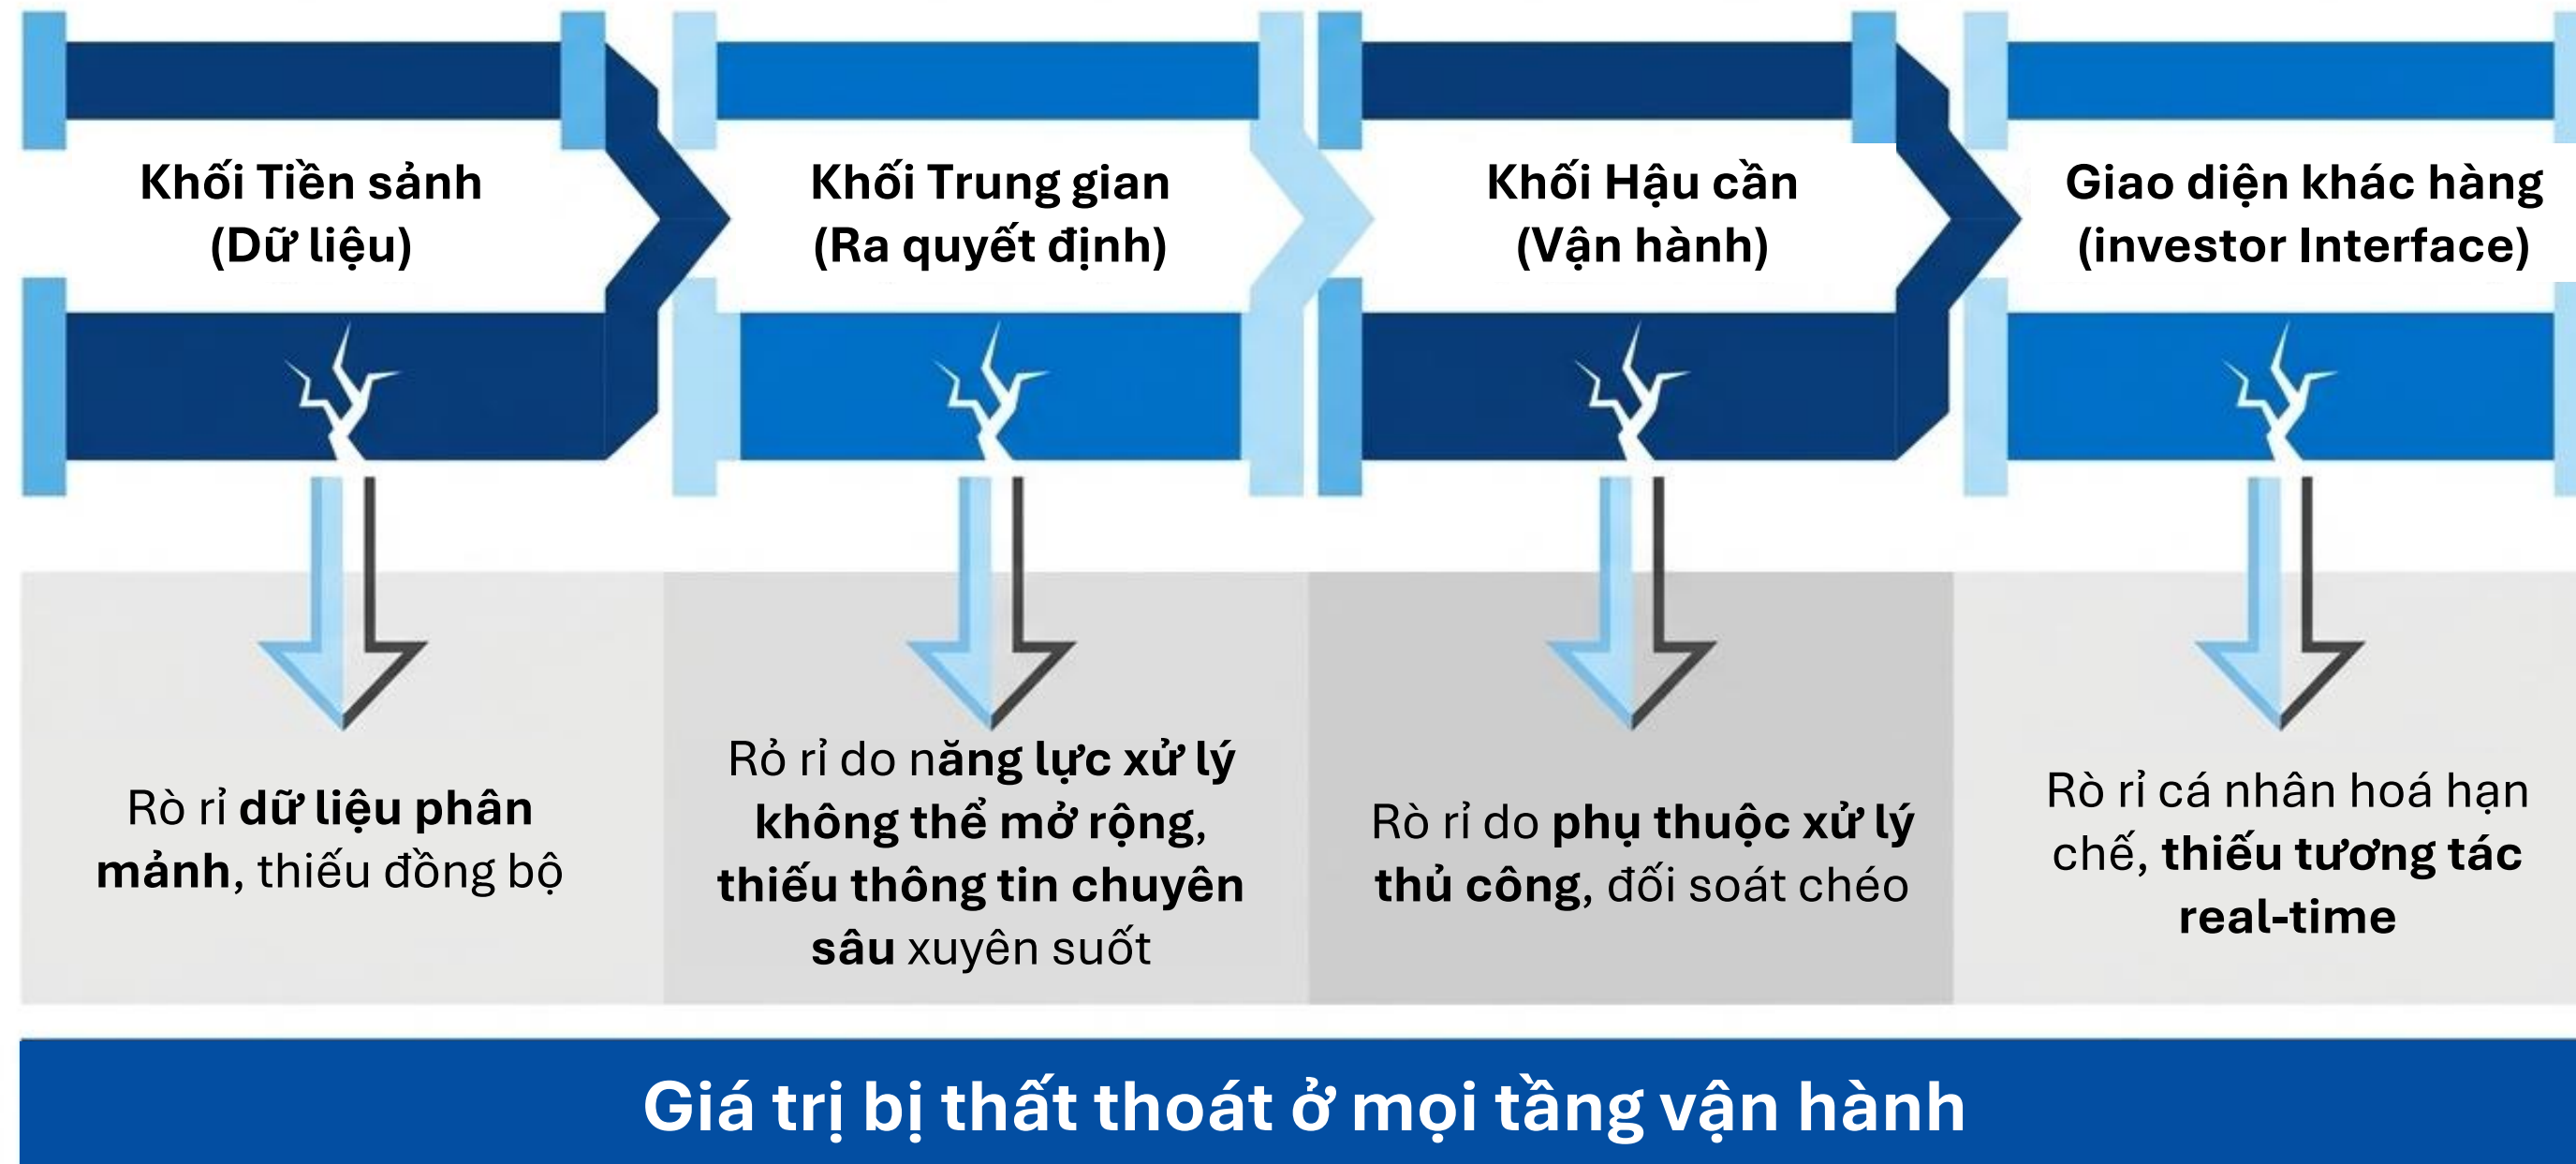 Khối Tiền sảnh
(Dữ liệu)
Khối Trung gian
(Ra quyết định)
Khối Hậu cần
(Vận hành)
Giao diện khác hàng
(investor Interface)
Rò rỉ dữ liệu phân
mảnh, thiếu đồng bộ
Rỏ rỉ do năng lực xử lý
không thể mở rộng,
thiếu thông tin chuyên
sâu xuyên suốt
Rò rỉ do phụ thuộc xử lý
thủ công, đối soát chéo
Rò rỉ cá nhân hoá hạn
chế, thiếu tương tác
real-time
Giá trị bị thất thoát ở mọi tầng vận hành